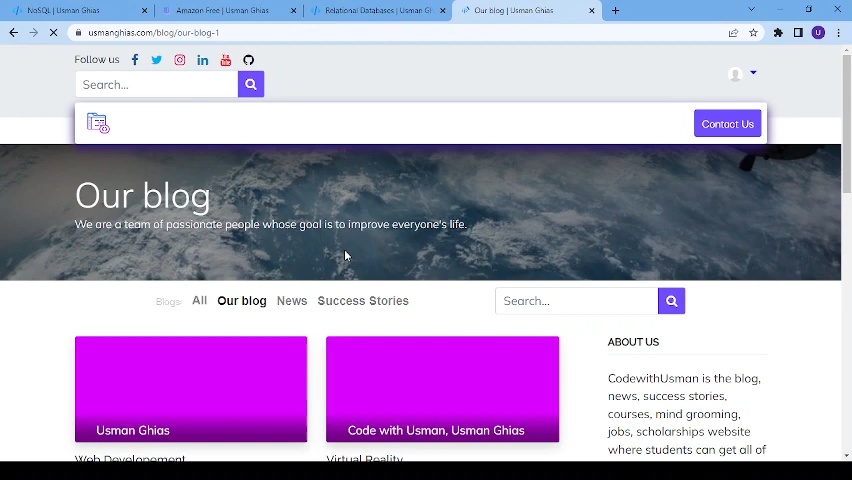 NoSQL | Usman Ghias
Amazon Free | Usman Ghias
Relational Databases | Usman Gh
Our blog | Usman Ghias
usmanghias.com/blog/our-blog-1
U
Follow us
Search...
Contact Us
Our blog
We are a team of passionate people whose goal is to improve everyone's life.
Blogs: All Our blog News Success Stories
Search...
ABOUT US
Usman Ghias
Code with Usman, Usman Ghias
Web Developement
Virtual Reality
CodewithUsman is the blog,
news, success stories,
courses, mind grooming,
jobs, scholarships website
where students can get all of